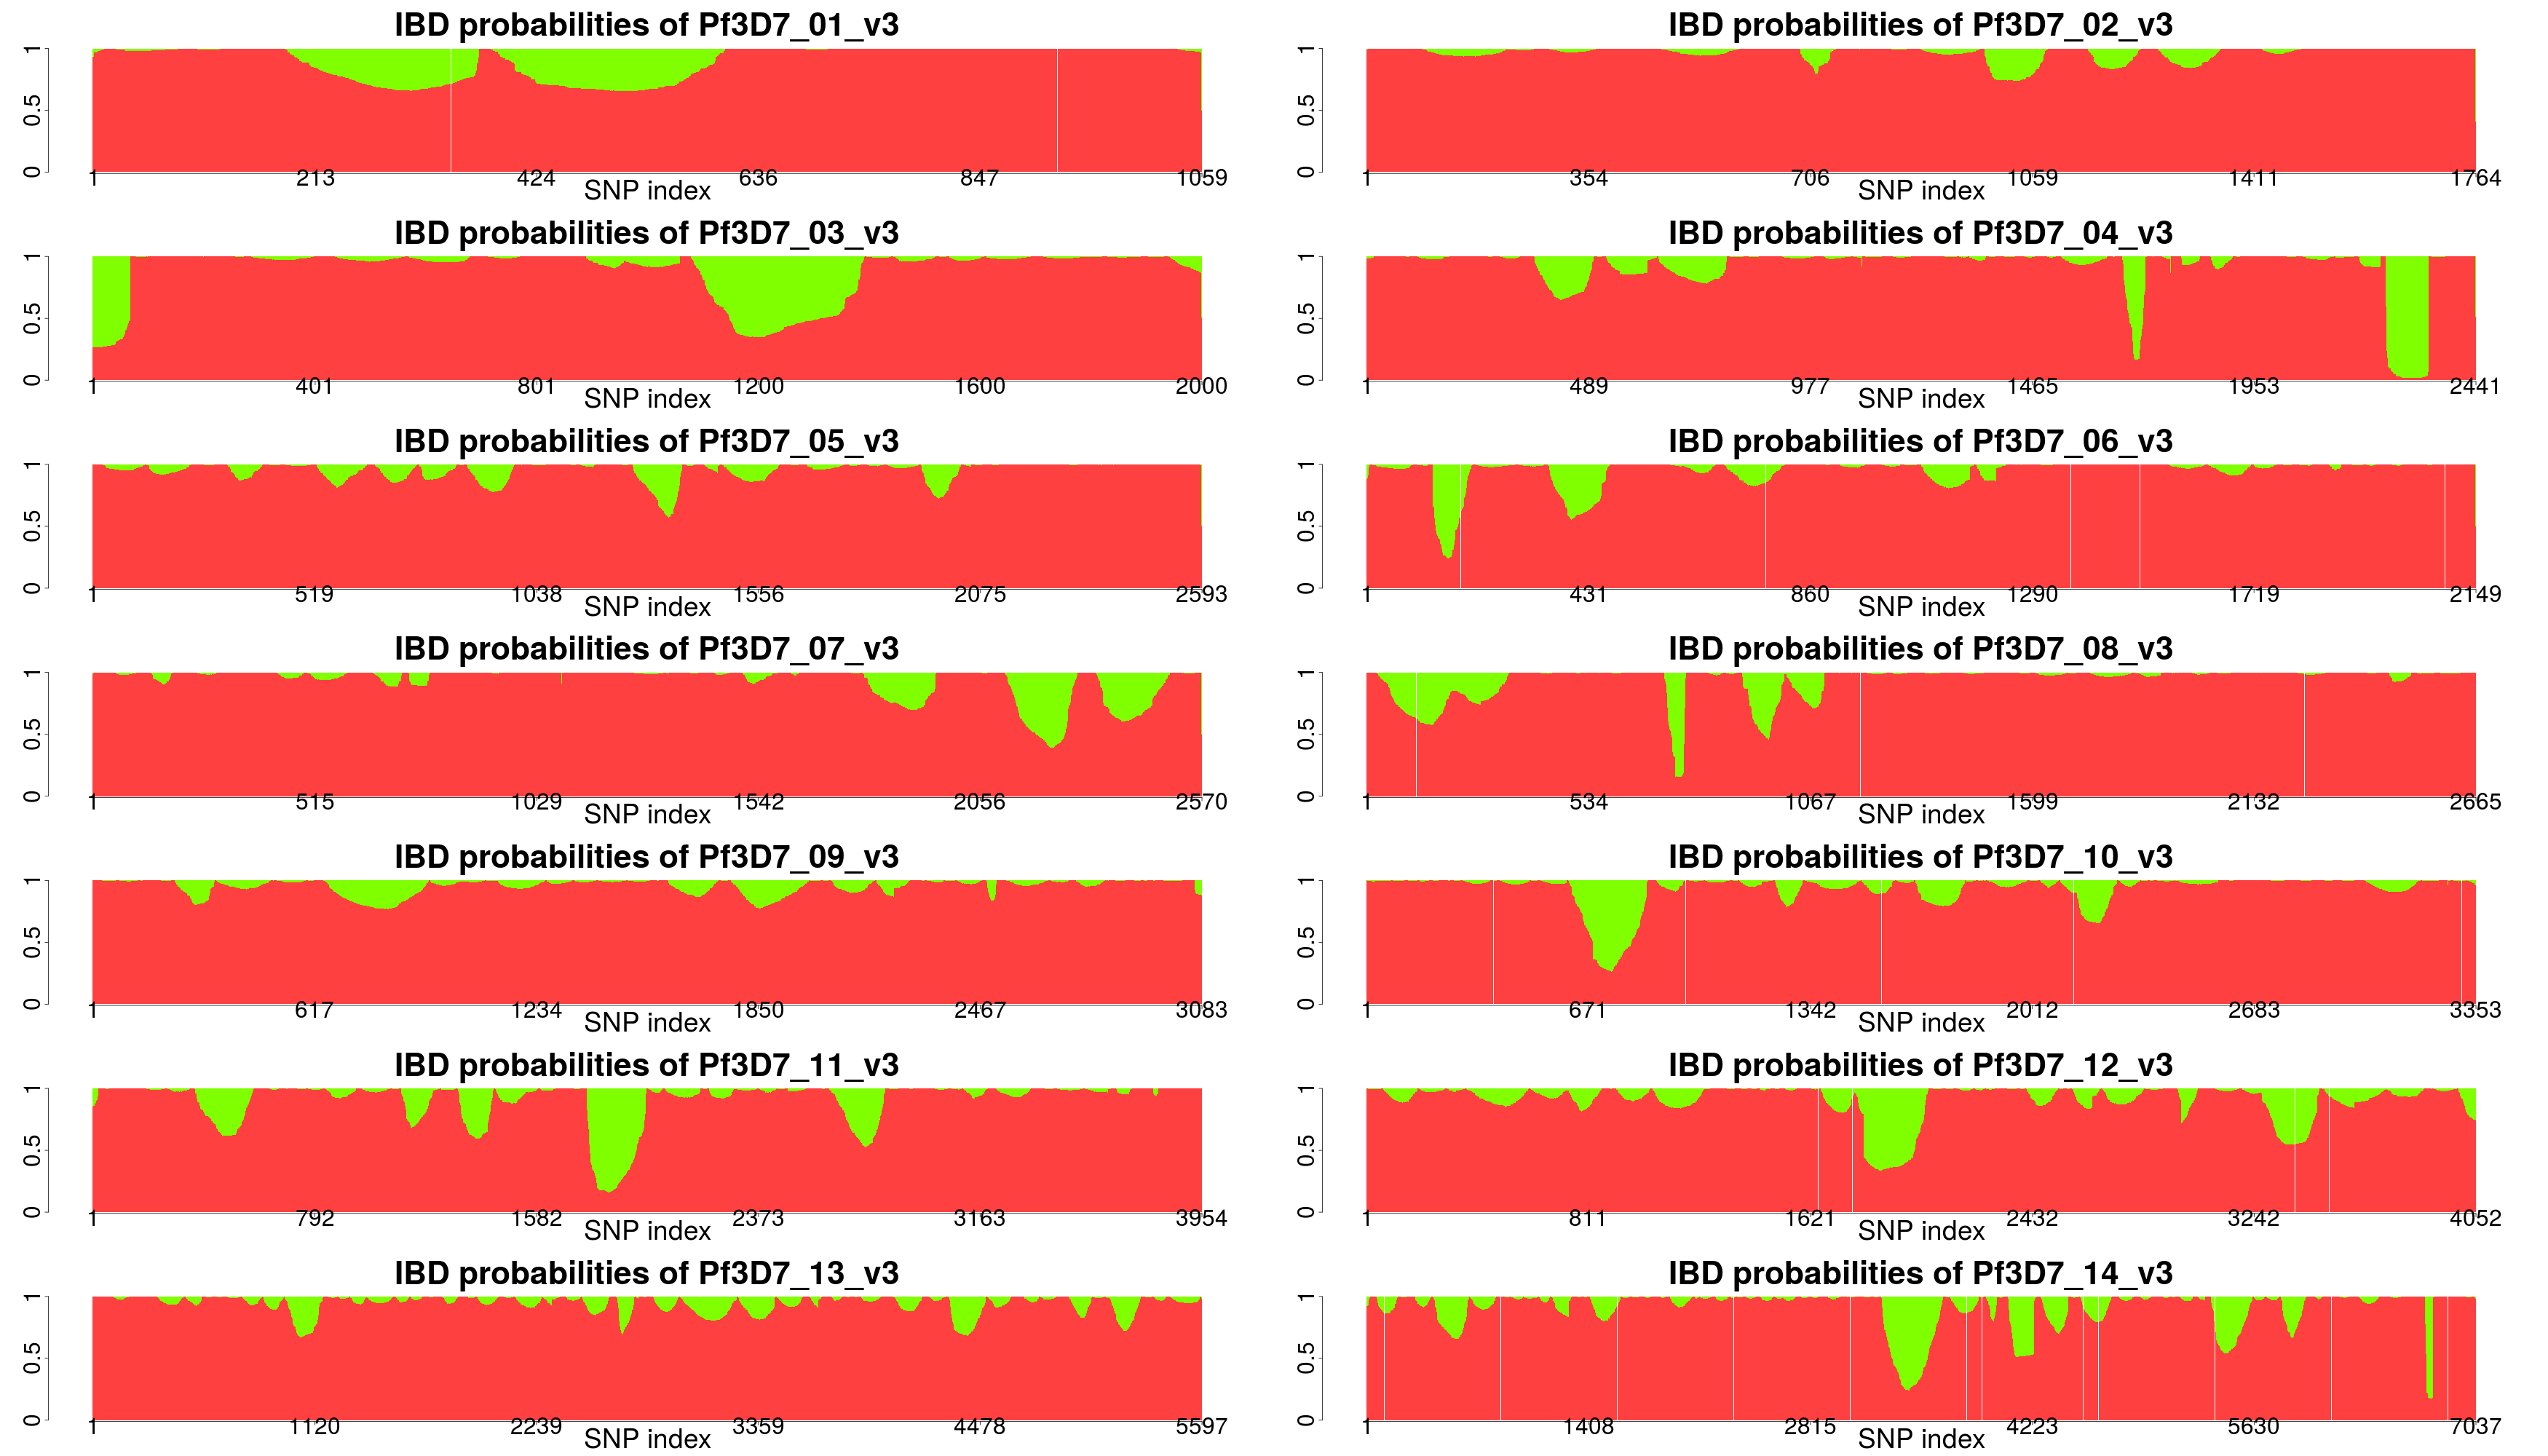 IBD probabilities of Pf3D7_01_v3
0 0.5 1
1 213 424 636 847 1059
SNP index
IBD probabilities of Pf3D7_02_v3
0 0.5 1
1 354 706 1059 1411 1764
SNP index
IBD probabilities of Pf3D7_03_v3
0 0.5 1
1 401 801 1200 1600 2000
SNP index
IBD probabilities of Pf3D7_04_v3
0 0.5 1
1 489 977 1465 1953 2441
SNP index
IBD probabilities of Pf3D7_05_v3
0 0.5 1
1 519 1038 1556 2075 2593
SNP index
IBD probabilities of Pf3D7_06_v3
0 0.5 1
1 431 860 1290 1719 2149
SNP index
IBD probabilities of Pf3D7_07_v3
0 0.5 1
1 515 1029 1542 2056 2570
SNP index
IBD probabilities of Pf3D7_08_v3
0 0.5 1
1 534 1067 1599 2132 2665
SNP index
IBD probabilities of Pf3D7_09_v3
0 0.5 1
1 617 1234 1850 2467 3083
SNP index
IBD probabilities of Pf3D7_10_v3
0 0.5 1
1 671 1342 2012 2683 3353
SNP index
IBD probabilities of Pf3D7_11_v3
0 0.5 1
1 792 1582 2373 3163 3954
SNP index
IBD probabilities of Pf3D7_12_v3
0 0.5 1
1 811 1621 2432 3242 4052
SNP index
IBD probabilities of Pf3D7_13_v3
0 0.5 1
1 1120 2239 3359 4478 5597
SNP index
IBD probabilities of Pf3D7_14_v3
0 0.5 1
1 1408 2815 4223 5630 7037
SNP index